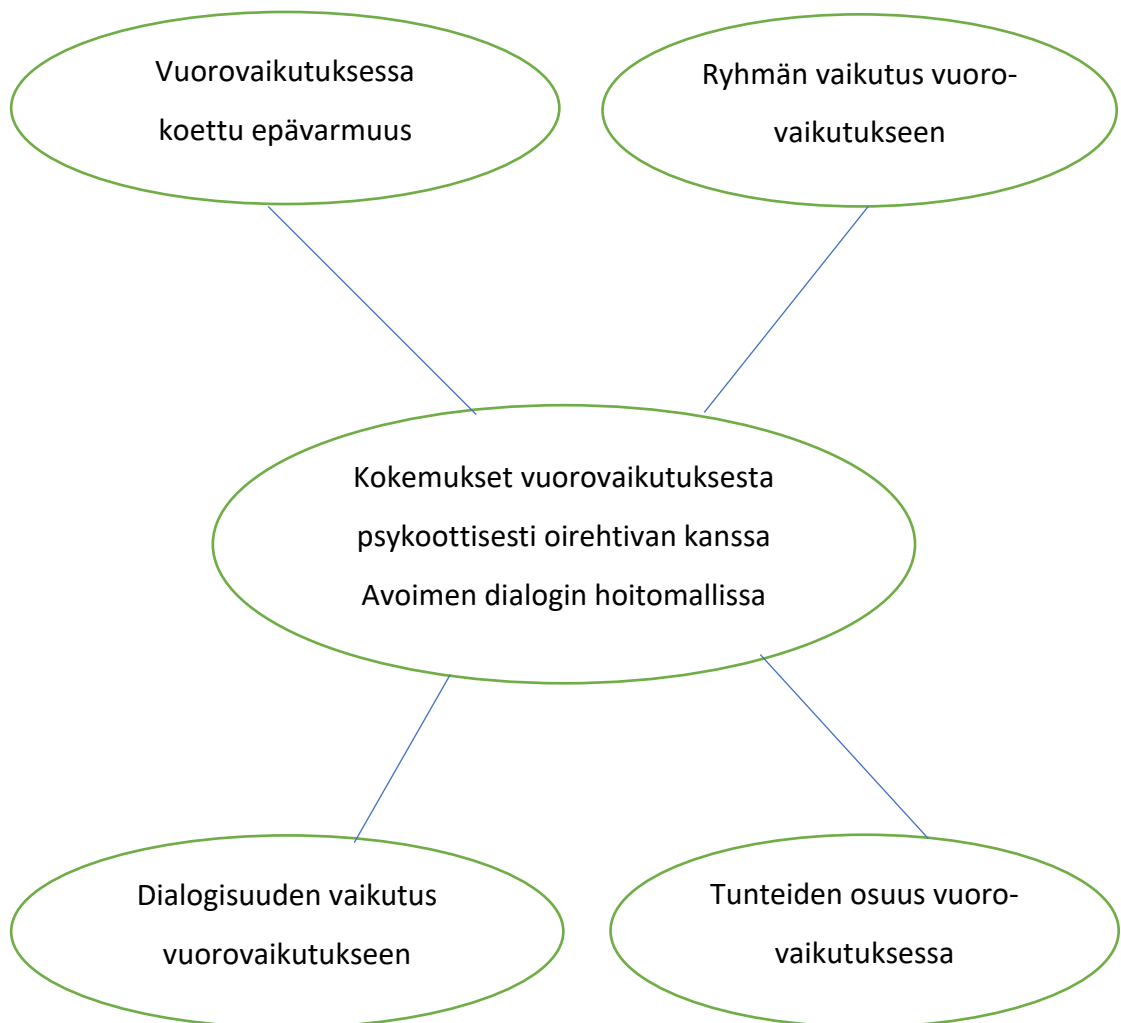 Vuorovaikutuksessa
koettu epävarmuus
Ryhmän vaikutus vuoro-
vaikutukseen
Kokemukset vuorovaikutuksesta
psykoottisesti oirehtivan kanssa
Avoimen dialogin hoitomallissa
Dialogisuuden vaikutus
vuorovaikutukseen
Tunteiden osuus vuoro-
vaikutuksessa